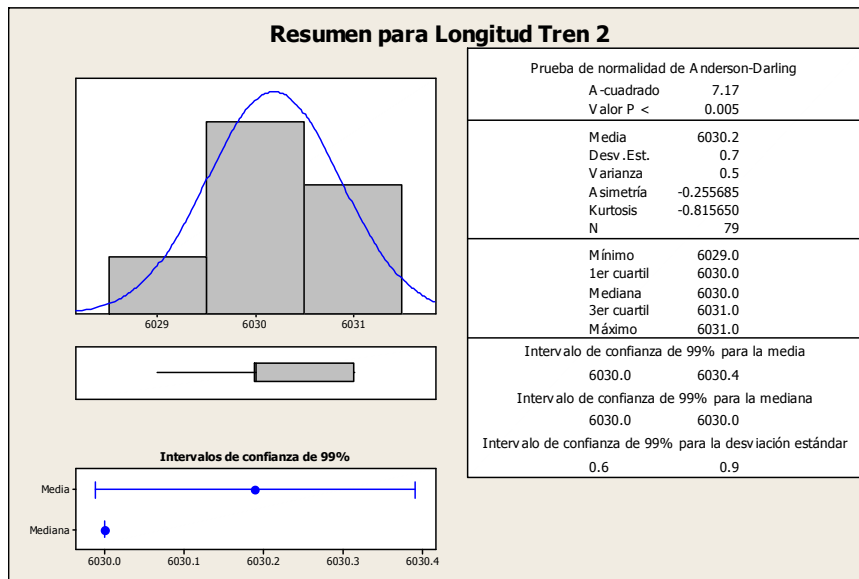 Resumen para Longitud Tren 2
6029 6030 6031
Intervalos de confianza de 99%
Media
Mediana
6030.0 6030.1 6030.2 6030.3 6030.4
Prueba de normalidad de Anderson-Darling
A-cuadrado 7.17
Valor P < 0.005
Media 6030.2
Desv.Est. 0.7
Varianza 0.5
Asimetría -0.255685
Kurtosis -0.815650
N 79
Mínimo 6029.0
1er cuartil 6030.0
Mediana 6030.0
3er cuartil 6031.0
Máximo 6031.0
Intervalo de confianza de 99% para la media
6030.0 6030.4
Intervalo de confianza de 99% para la mediana
6030.0 6030.0
Intervalo de confianza de 99% para la desviación estándar
0.6 0.9